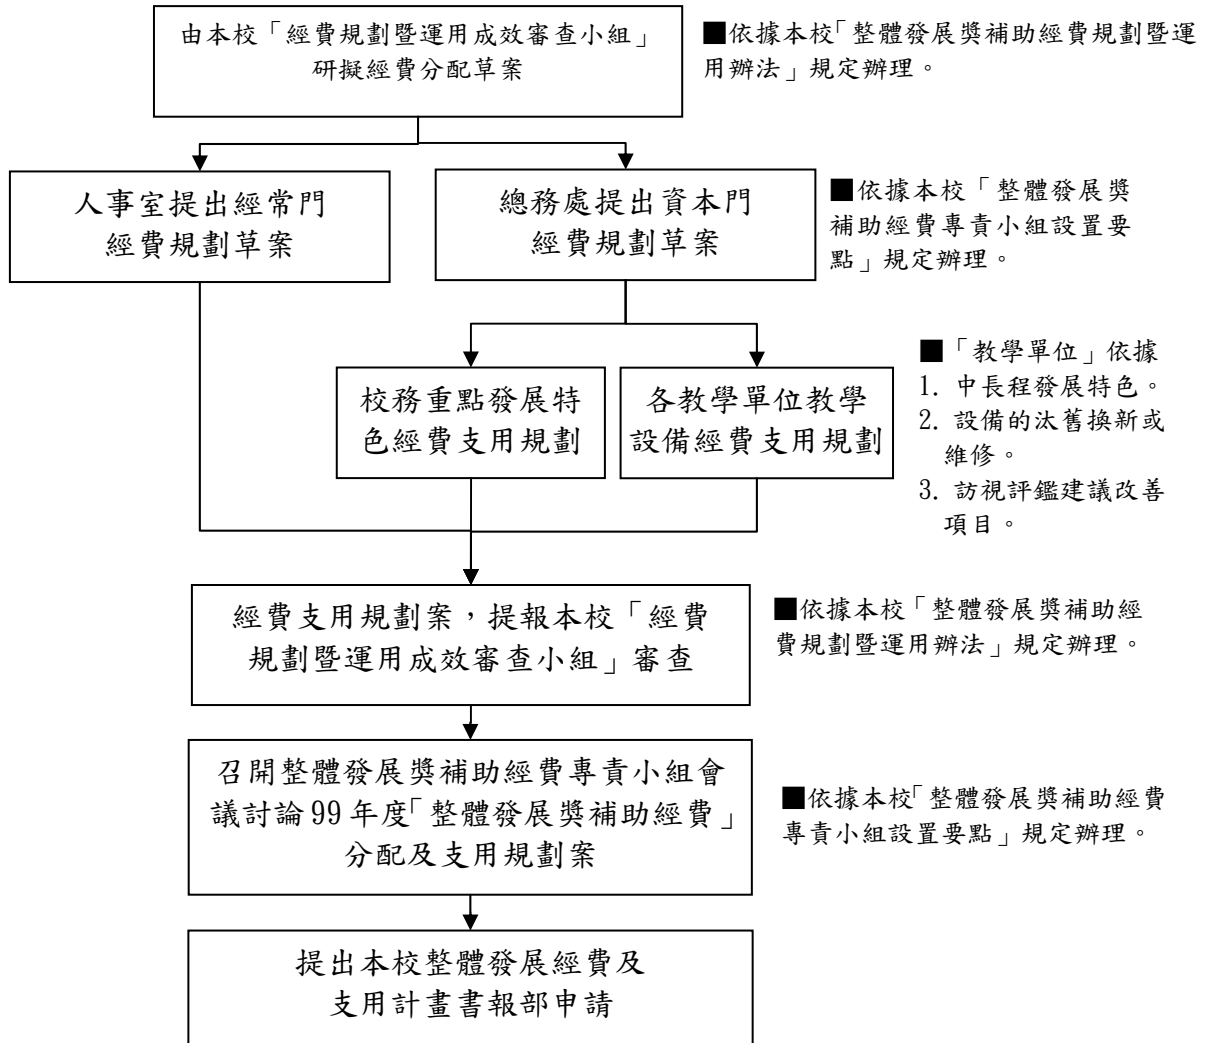 由本校「經費規劃暨運用成效審查小組」
研擬經費分配草案
■依據本校「整體發展獎補助經費規劃暨運
用辦法」規定辦理。
人事室提出經常門
經費規劃草案
總務處提出資本門
經費規劃草案
■依據本校「整體發展獎
補助經費專責小組設置要
點」規定辦理。
校務重點發展特
色經費支用規劃
各教學單位教學
設備經費支用規劃
■「教學單位」依據
1. 中長程發展特色。
2. 設備的汰舊換新或
維修。
3. 訪視評鑑建議改善
項目。
經費支用規劃案，提報本校「經費
規劃暨運用成效審查小組」審查
■依據本校「整體發展獎補助經
費規劃暨運用辦法」規定辦理。
召開整體發展獎補助經費專責小組會
議討論99年度「整體發展獎補助經費」
分配及支用規劃案
■依據本校「整體發展獎補助經費
專責小組設置要點」規定辦理。
提出本校整體發展經費及
支用計畫書報部申請